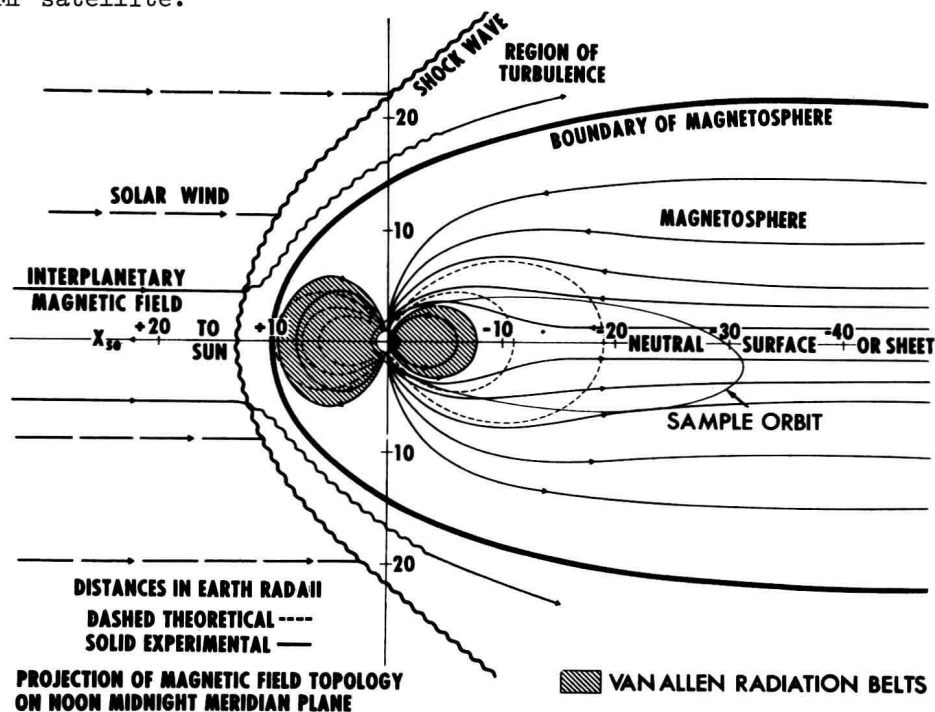 satellite.
SHOCK WAVE
REGION OF
TURBULENCE
20
BOUNDARY OF MAGNETOSPHERE
SOLAR WIND
10
MAGNETOSPHERE
INTERPLANETARY
MAGNETIC FIELD
X se +20 TO +10 -10 -20 -30 -40
SUN NEUTRAL SURFACE OR SHEET
SAMPLE ORBIT
10
20
DISTANCES IN EARTH RADAII
DASHED THEORETICAL ----
SOLID EXPERIMENTAL —
PROJECTION OF MAGNETIC FIELD TOPOLOGY
ON NOON MIDNIGHT MERIDIAN PLANE
VAN ALLEN RADIATION BELTS